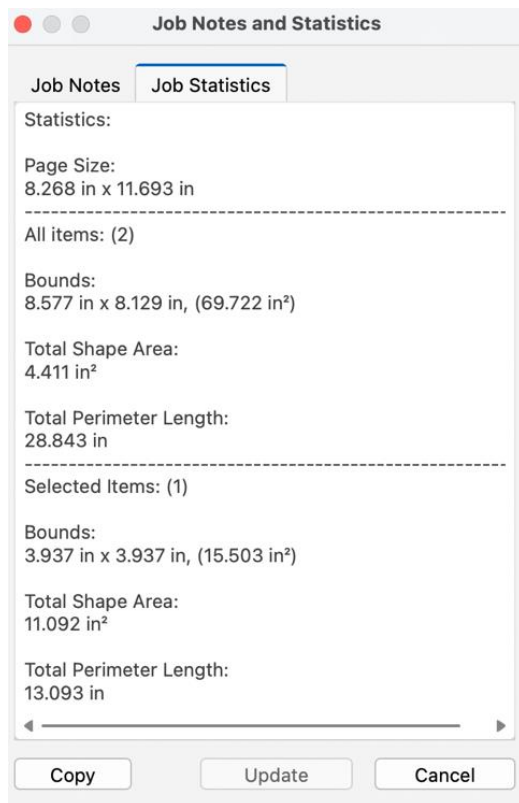 Job Notes and Statistics
Job Notes Job Statistics
Statistics:
Page Size:
8.268 in x 11.693 in
--------------------------------------------------------
All items: (2)
Bounds:
8.577 in x 8.129 in, (69.722 in²)
Total Shape Area:
4.411 in²
Total Perimeter Length:
28.843 in
--------------------------------------------------------
Selected Items: (1)
Bounds:
3.937 in x 3.937 in, (15.503 in²)
Total Shape Area:
11.092 in²
Total Perimeter Length:
13.093 in
Copy Update Cancel